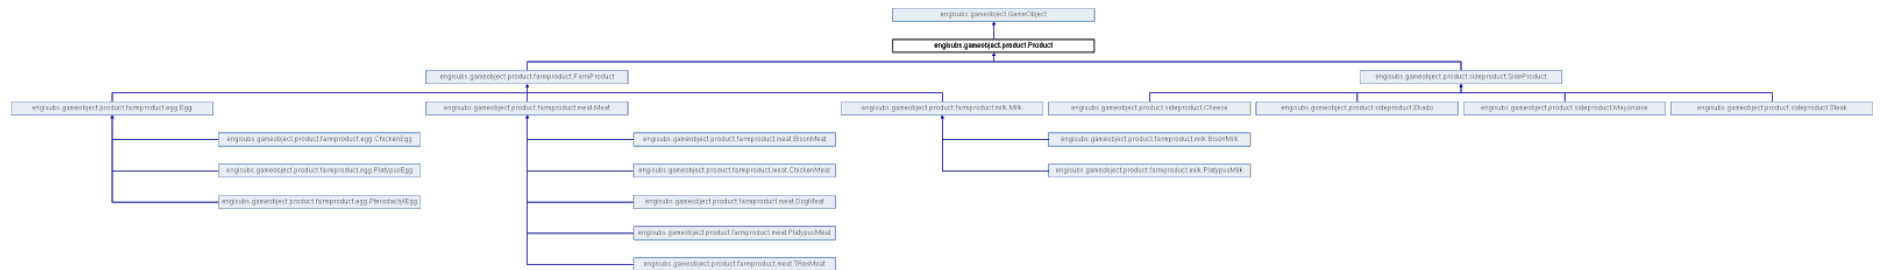 engisubs.gameobject.GameObject
engisubs.gameobject.product.Product
engisubs.gameobject.product.farmproduct.FarmProduct
engisubs.gameobject.product.sideproduct.SideProduct
engisubs.gameobject.product.farmproduct.egg.Egg
engisubs.gameobject.product.farmproduct.meat.Meat
engisubs.gameobject.product.farmproduct.milk.Milk
engisubs.gameobject.product.sideproduct.Cheese
engisubs.gameobject.product.sideproduct.Ekado
engisubs.gameobject.product.sideproduct.Mayonaise
engisubs.gameobject.product.sideproduct.Steak
engisubs.gameobject.product.farmproduct.egg.ChickenEgg
engisubs.gameobject.product.farmproduct.meat.BisonMeat
engisubs.gameobject.product.farmproduct.milk.BisonMilk
engisubs.gameobject.product.farmproduct.egg.PlatypusEgg
engisubs.gameobject.product.farmproduct.meat.ChickenMeat
engisubs.gameobject.product.farmproduct.milk.PlatypusMilk
engisubs.gameobject.product.farmproduct.egg.PterodactylEgg
engisubs.gameobject.product.farmproduct.meat.DogMeat
engisubs.gameobject.product.farmproduct.meat.PlatypusMeat
engisubs.gameobject.product.farmproduct.meat.TRexMeat